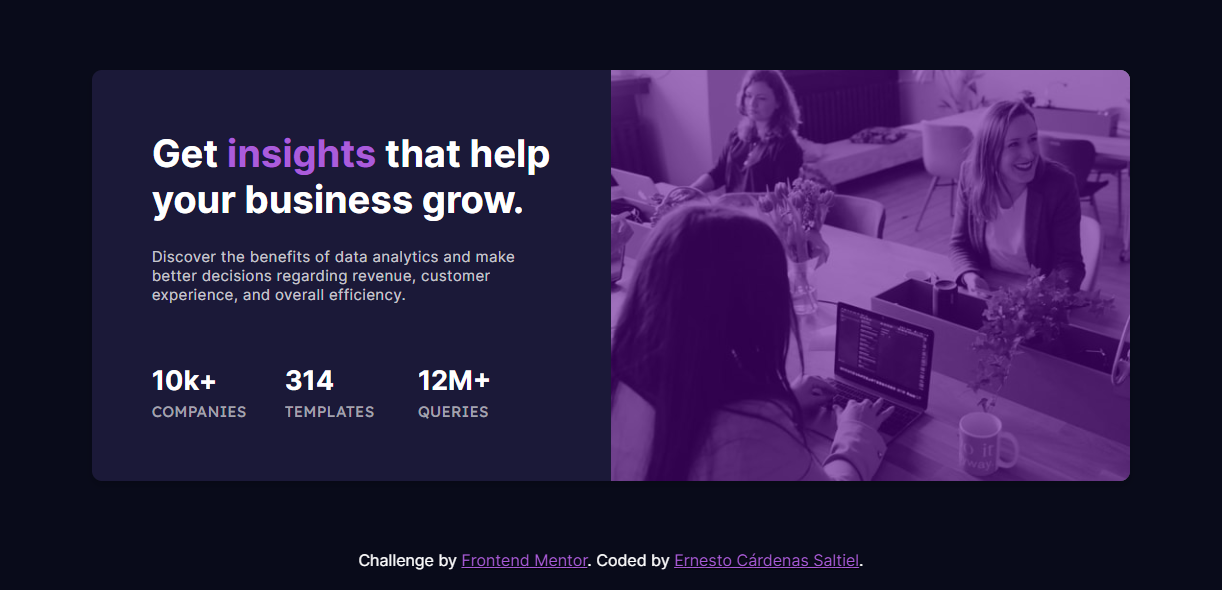 Get insights that help
your business grow.
Discover the benefits of data analytics and make
better decisions regarding revenue, customer
experience, and overall efficiency.
10k+ 314 12M+
COMPANIES TEMPLATES QUERIES
Challenge by Frontend Mentor. Coded by Ernesto Cárdenas Saltiel.